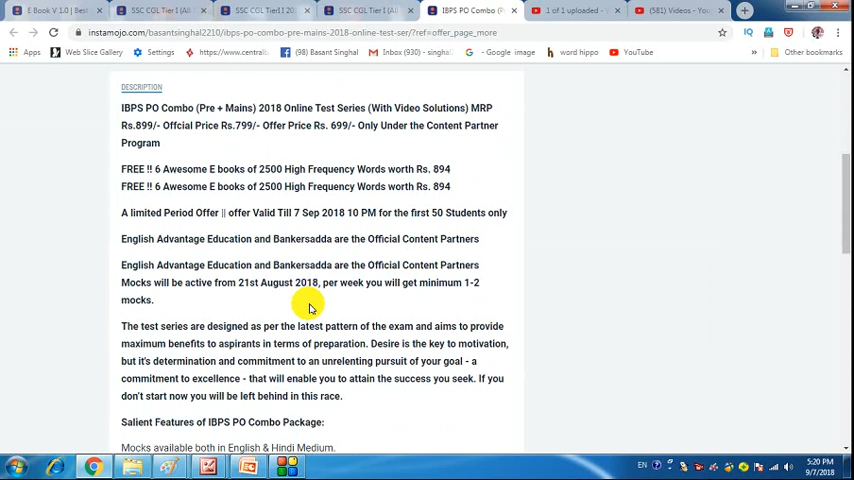 E Book V 1.0 | Best
SSC CGL Tier I (All
SSC CGL Tier I 20
SSC CGL Tier I (All
IBPS PO Combo (P
1 of 1 uploaded -
(581) Videos - You
instamojo.com/basantsinghal2210/ibps-po-combo-pre-mains-2018-online-test-ser/?ref=offer_page_more
Apps
Web Slice Gallery
Settings
https://www.centralb
(98) Basant Singhal
Inbox (930) - singha
- Google - image
word hippo
YouTube
Other bookmarks
DESCRIPTION
IBPS PO Combo (Pre + Mains) 2018 Online Test Series (With Video Solutions) MRP
Rs.899/- Offcial Price Rs.799/- Offer Price Rs. 699/- Only Under the Content Partner
Program
FREE !! 6 Awesome E books of 2500 High Frequency Words worth Rs. 894
FREE !! 6 Awesome E books of 2500 High Frequency Words worth Rs. 894
A limited Period Offer || offer Valid Till 7 Sep 2018 10 PM for the first 50 Students only
English Advantage Education and Bankersadda are the Official Content Partners
English Advantage Education and Bankersadda are the Official Content Partners
Mocks will be active from 21st August 2018, per week you will get minimum 1-2
mocks.
The test series are designed as per the latest pattern of the exam and aims to provide
maximum benefits to aspirants in terms of preparation. Desire is the key to motivation,
but it's determination and commitment to an unrelenting pursuit of your goal - a
commitment to excellence - that will enable you to attain the success you seek. If you
don't start now you will be left behind in this race.
Salient Features of IBPS PO Combo Package:
Mocks available both in English & Hindi Medium.
EN
5:20 PM
9/7/2018